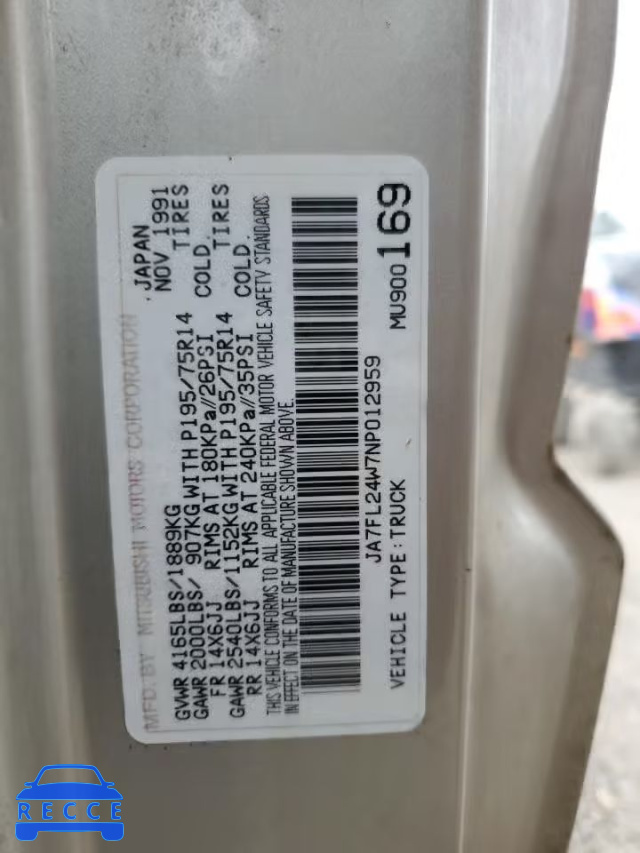 MFD. BY MITSUBISHI MOTORS CORPORATION JAPAN
NOV 1991
GVWR 4165LBS/1889KG
GAWR 2000LBS/ 907KG WITH P195/75R14 TIRES
FR 14X6JJ RIMS AT 180KPa//26PSI COLD.
GAWR 2540LBS/1152KG WITH P195/75R14 TIRES
RR 14X6JJ RIMS AT 240KPa//35PSI COLD.
THIS VEHICLE CONFORMS TO ALL APPLICABLE FEDERAL MOTOR VEHICLE SAFETY STANDARDS
IN EFFECT ON THE DATE OF MANUFACTURE SHOWN ABOVE.
JA7FL24W7NP012959
VEHICLE TYPE:TRUCK MU900169
RECCE